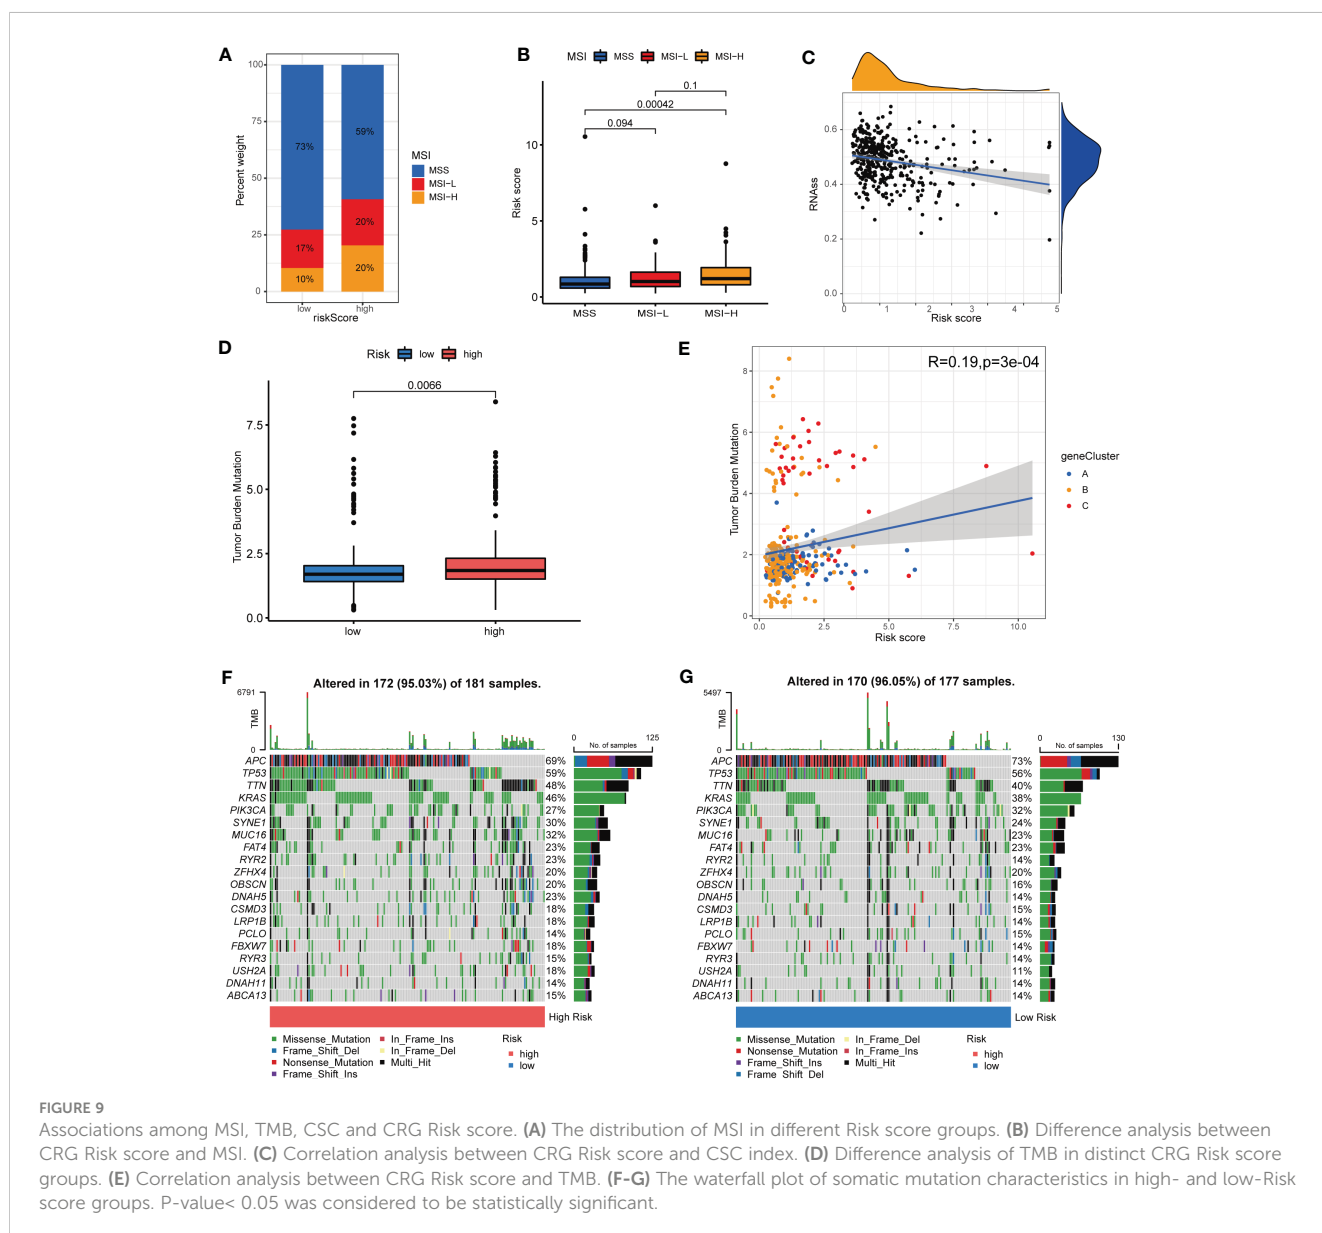 A
100
75
50
25
0
Percent weight
73%
17%
10%
59%
20%
20%
low
high
riskScore
MSI
MSS
MSI-L
MSI-H
B
MSI MSS MSI-L MSI-H
0.1
0.00042
0.094
10
5
0
Risk score
MSS MSI-L MSI-H
C
0.6
0.4
0.2
0.0
RNAss
0 1 2 3 4 5
Risk score
D
Risk low high
0.0066
7.5
5.0
2.5
0.0
Tumor Burden Mutation
low high
E
R=0.19,p=3e-04
8
6
4
2
0
Tumor Burden Mutation
0.0 2.5 5.0 7.5 10.0
Risk score
geneCluster
A
B
C
F
Altered in 172 (95.03%) of 181 samples.
6791
TMB
0
0 125
No. of samples
APC 69%
TP53 59%
TTN 48%
KRAS 46%
PIK3CA 27%
SYNE1 30%
MUC16 32%
FAT4 23%
RYR2 23%
ZFHX4 20%
OBSCN 20%
DNAH5 23%
CSMD3 18%
LRP1B 18%
PCLO 14%
FBXW7 18%
RYR3 15%
USH2A 18%
DNAH11 14%
ABCA13 15%
High Risk
Missense_Mutation In_Frame_Ins Risk
Frame_Shift_Del In_Frame_Del high
Nonsense_Mutation Multi_Hit low
Frame_Shift_Ins
G
Altered in 170 (96.05%) of 177 samples.
5497
TMB
0
0 130
No. of samples
APC 73%
TP53 56%
TTN 40%
KRAS 38%
PIK3CA 32%
SYNE1 24%
MUC16 23%
FAT4 23%
RYR2 14%
ZFHX4 20%
OBSCN 16%
DNAH5 14%
CSMD3 15%
LRP1B 14%
PCLO 15%
FBXW7 14%
RYR3 14%
USH2A 11%
DNAH11 14%
ABCA13 14%
Low Risk
Missense_Mutation In_Frame_Del Risk
Nonsense_Mutation In_Frame_Ins high
Frame_Shift_Ins Multi_Hit low
Frame_Shift_Del
FIGURE 9
Associations among MSI, TMB, CSC and CRG Risk score. (A) The distribution of MSI in different Risk score groups. (B) Difference analysis between
CRG Risk score and MSI. (C) Correlation analysis between CRG Risk score and CSC index. (D) Difference analysis of TMB in distinct CRG Risk score
groups. (E) Correlation analysis between CRG Risk score and TMB. (F-G) The waterfall plot of somatic mutation characteristics in high- and low-Risk
score groups. P-value< 0.05 was considered to be statistically significant.